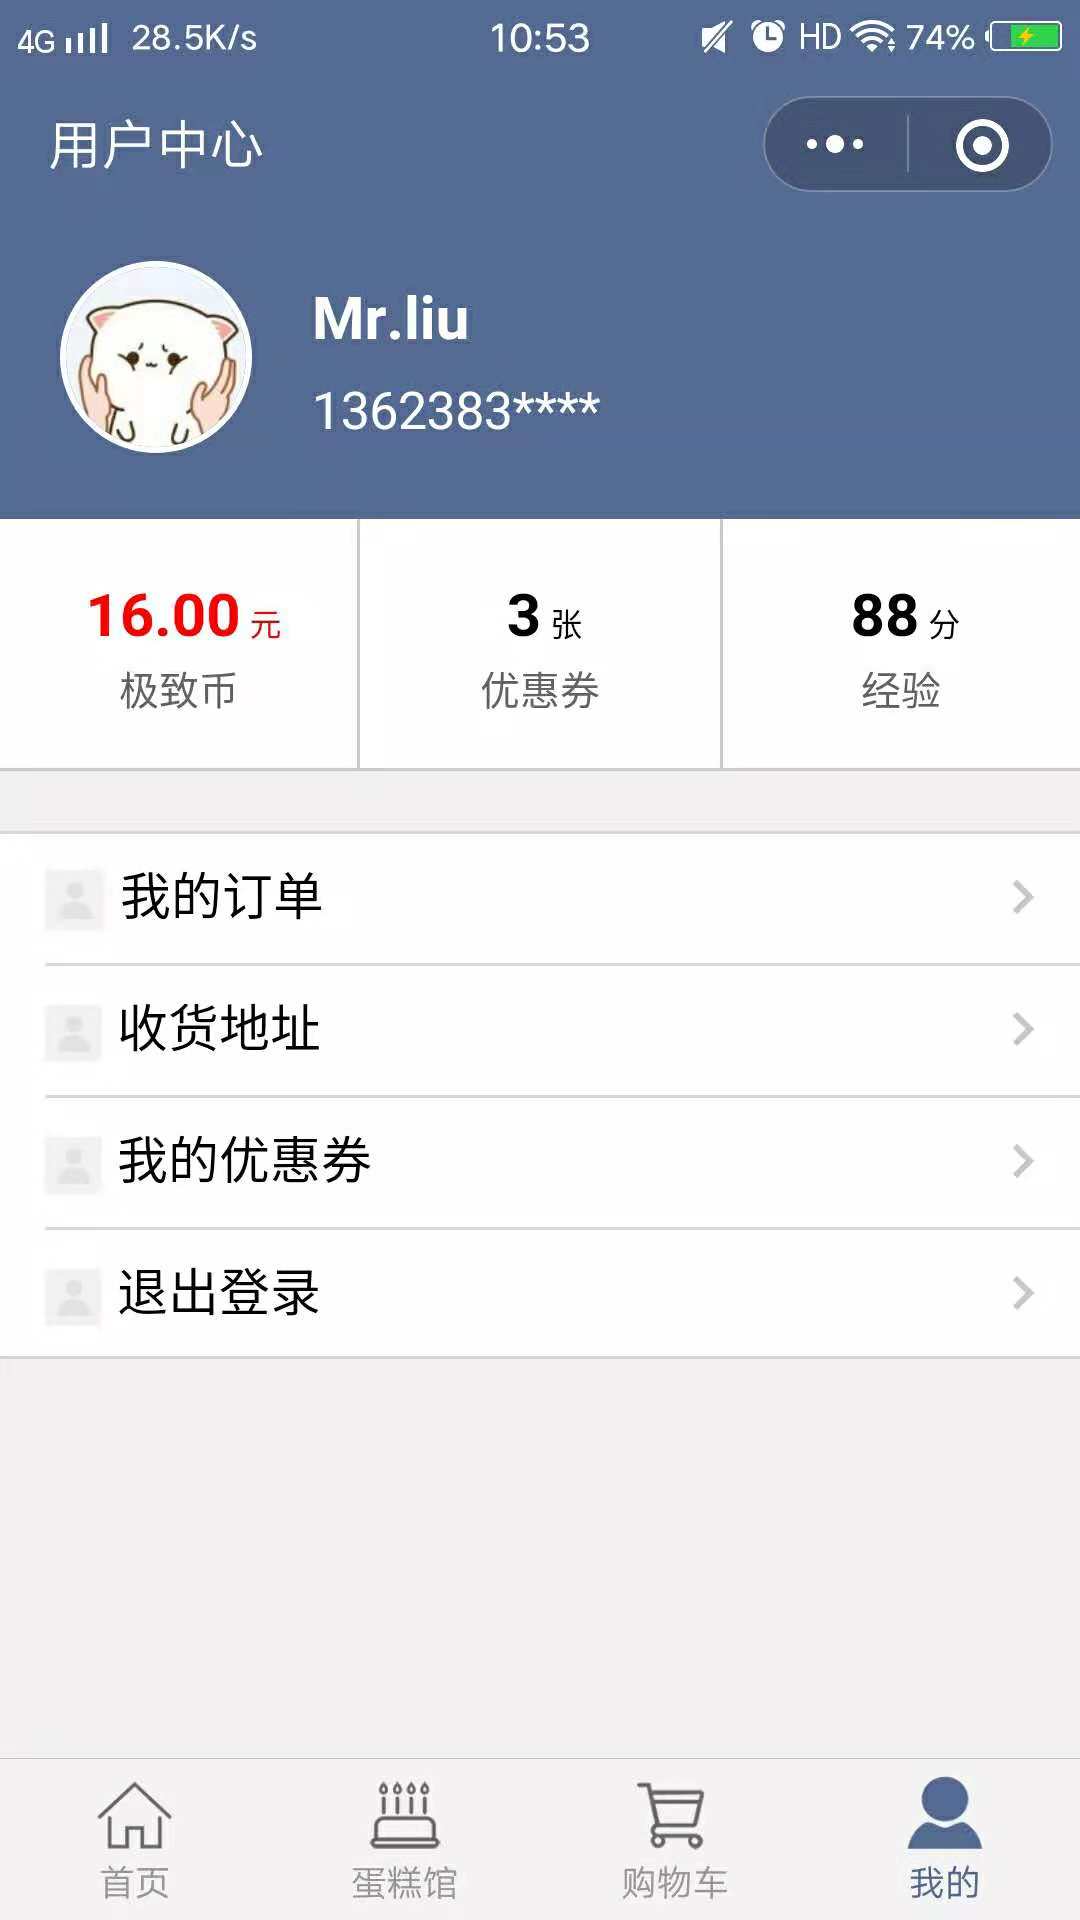 4G 28.5K/s 10:53 HD 74%
用户中心
Mr.liu
1362383****
16.00 元 3 张 88 分
极致币 优惠券 经验
我的订单
收货地址
我的优惠券
退出登录
首页 蛋糕馆 购物车 我的